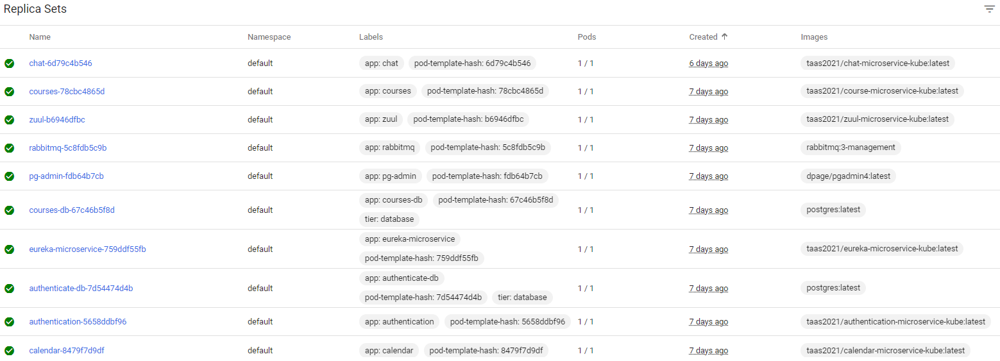 Replica Sets
Name Namespace Labels Pods Created Images
chat-6d79c4b546 default app: chat pod-template-hash: 6d79c4b546 1 / 1 6 days ago taas2021/chat-microservice-kube:latest
courses-78cbc4865d default app: courses pod-template-hash: 78cbc4865d 1 / 1 7 days ago taas2021/course-microservice-kube:latest
zuul-b6946dfbc default app: zuul pod-template-hash: b6946dfbc 1 / 1 7 days ago taas2021/zuul-microservice-kube:latest
rabbitmq-5c8fdb5c9b default app: rabbitmq pod-template-hash: 5c8fdb5c9b 1 / 1 7 days ago rabbitmq:3-management
pg-admin-fdb64b7cb default app: pg-admin pod-template-hash: fdb64b7cb 1 / 1 7 days ago dpage/pgadmin4:latest
app: courses-db pod-template-hash: 67c46b5f8d
courses-db-67c46b5f8d default 1 / 1 7 days ago postgres:latest
tier: database
app: eureka-microservice
eureka-microservice-759ddf55fb default 1 / 1 7 days ago taas2021/eureka-microservice-kube:latest
pod-template-hash: 759ddf55fb
app: authenticate-db
authenticate-db-7d54474d4b default 1 / 1 7 days ago postgres:latest
pod-template-hash: 7d54474d4b tier: database
authentication-5658ddbf96 default app: authentication pod-template-hash: 5658ddbf96 1 / 1 7 days ago taas2021/authentication-microservice-kube:latest
calendar-8479f7d9df default app: calendar pod-template-hash: 8479f7d9df 1 / 1 7 days ago taas2021/calendar-microservice-kube:latest